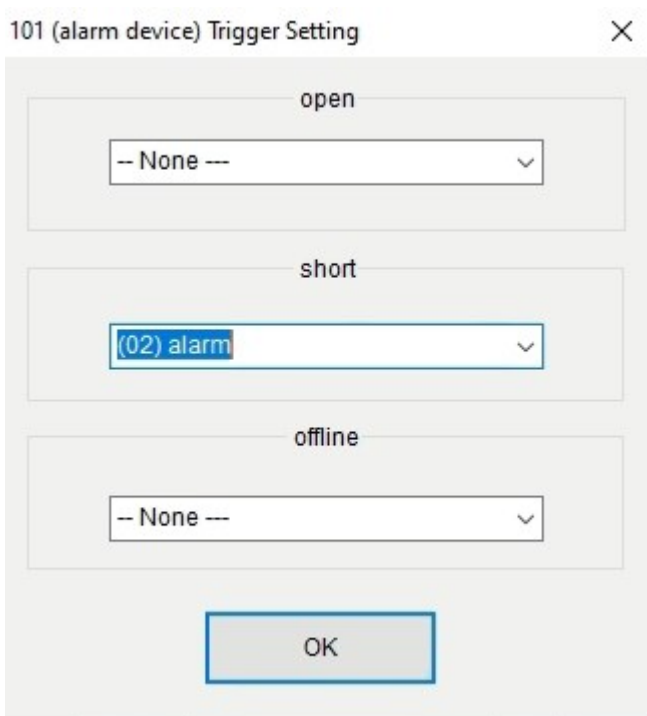 101 (alarm device) Trigger Setting
open
-- None ---
short
(02) alarm
offline
-- None ---
OK